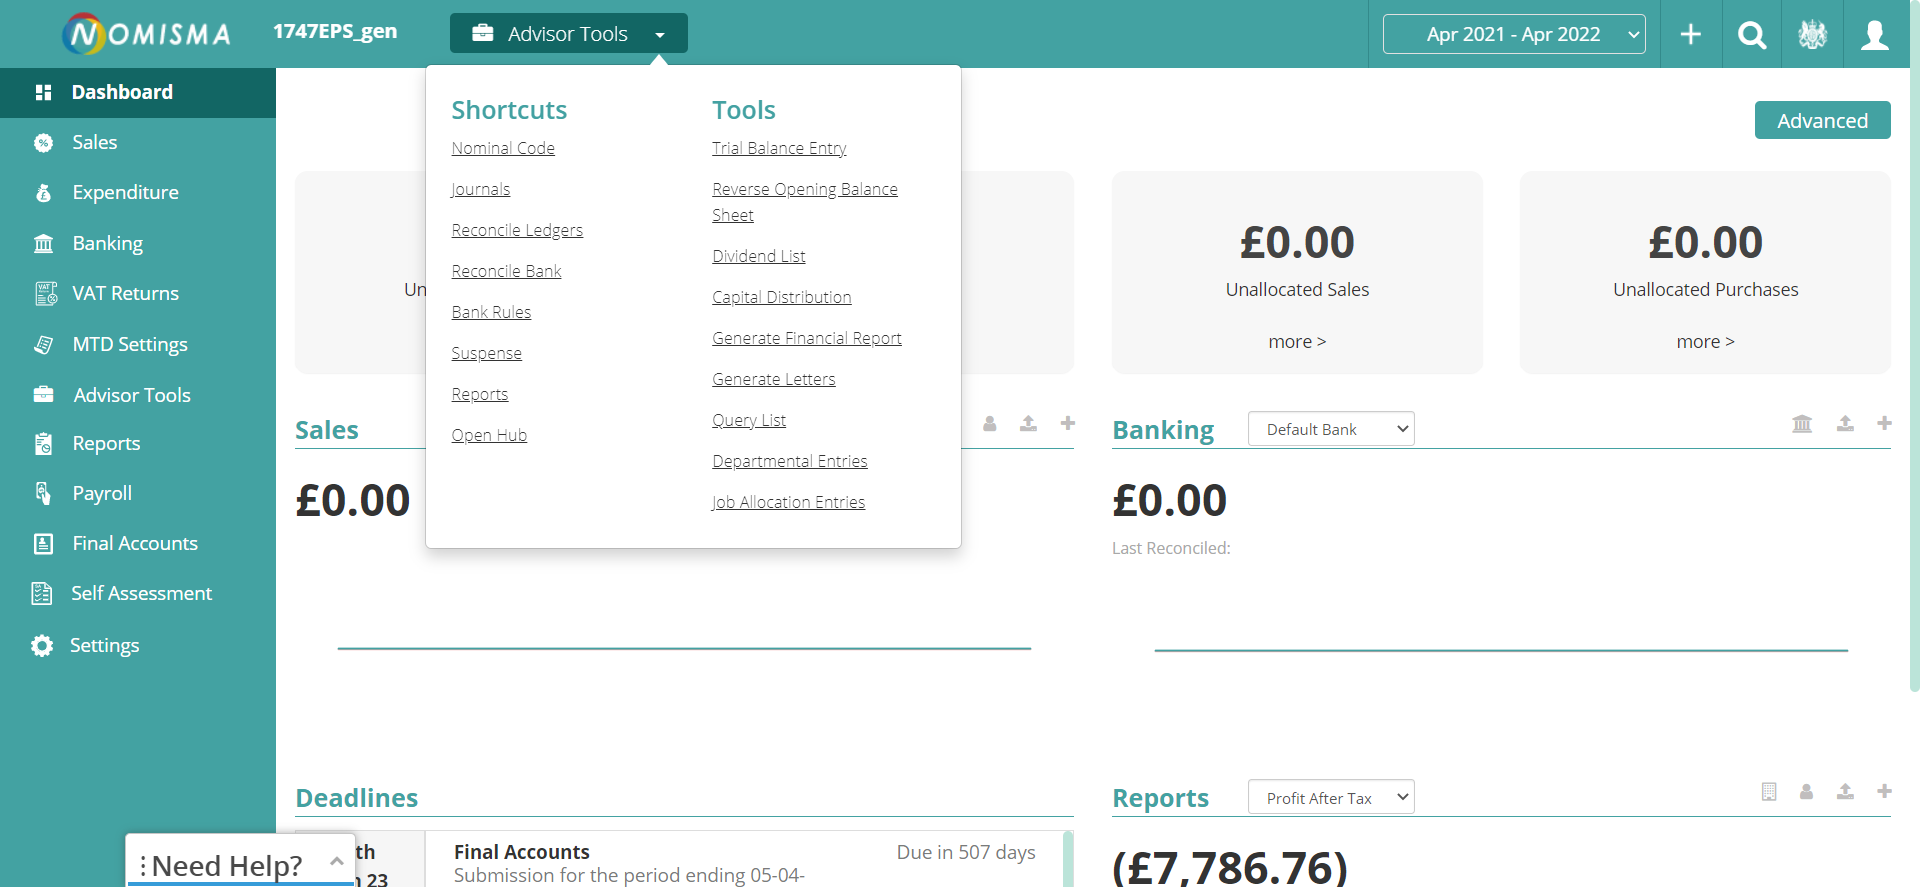 NOMISMA
1747EPS_gen
Advisor Tools
Apr 2021 - Apr 2022
Dashboard
Sales
Expenditure
Banking
VAT Returns
MTD Settings
Advisor Tools
Reports
Payroll
Final Accounts
Self Assessment
Settings
Shortcuts
Nominal Code
Journals
Reconcile Ledgers
Reconcile Bank
Bank Rules
Suspense
Reports
Open Hub
Tools
Trial Balance Entry
Reverse Opening Balance
Sheet
Dividend List
Capital Distribution
Generate Financial Report
Generate Letters
Query List
Departmental Entries
Job Allocation Entries
Advanced
Un
£0.00
Unallocated Sales
more >
£0.00
Unallocated Purchases
more >
Sales
£0.00
Banking
Default Bank
£0.00
Last Reconciled:
Deadlines
th
23
Final Accounts
Due in 507 days
Submission for the period ending 05-04-
Reports
Profit After Tax
(£7,786.76)
Need Help?